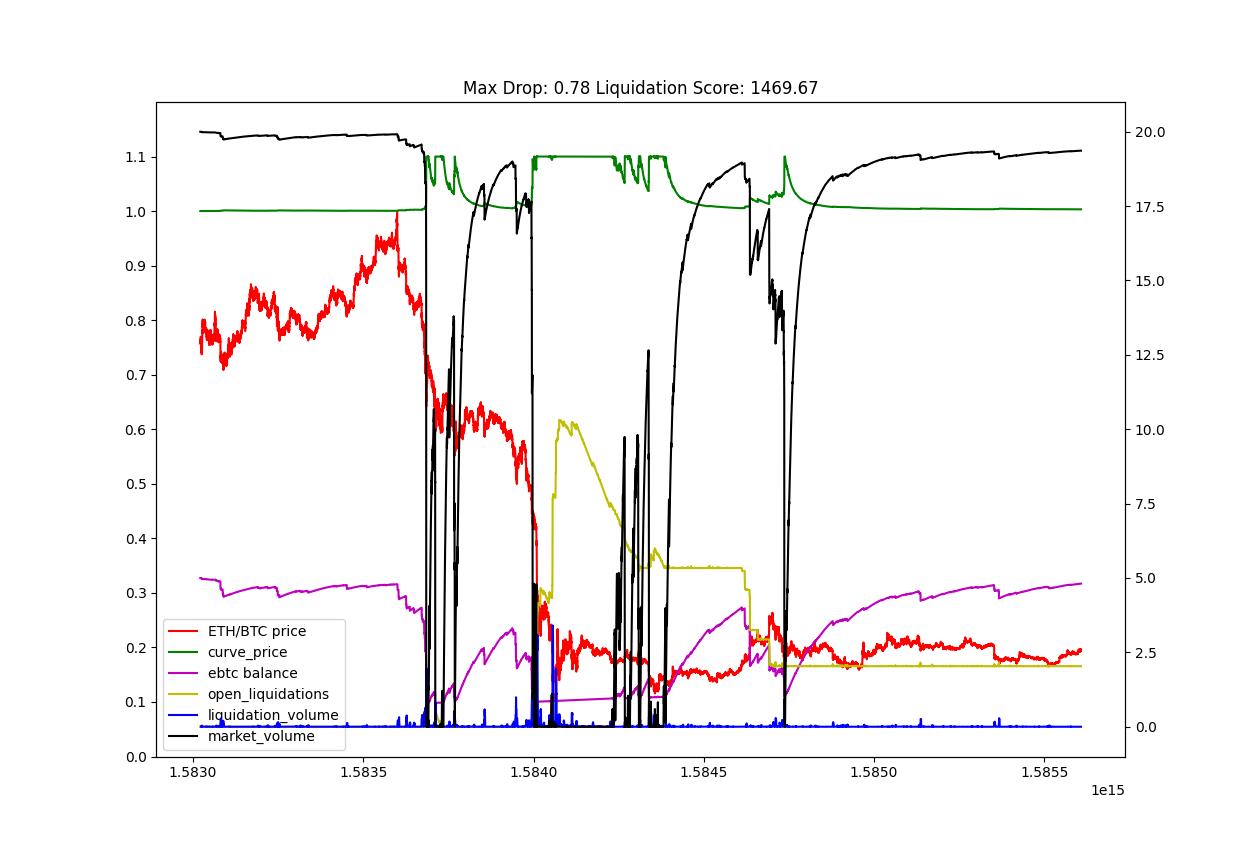 Max Drop: 0.78 Liquidation Score: 1469.67
1.1
1.0
0.9
0.8
0.7
0.6
0.5
0.4
0.3
0.2
0.1
0.0
20.0
17.5
15.0
12.5
10.0
7.5
5.0
2.5
0.0
ETH/BTC price
curve_price
ebtc balance
open_liquidations
liquidation_volume
market_volume
1.5830 1.5835 1.5840 1.5845 1.5850 1.5855
1e15